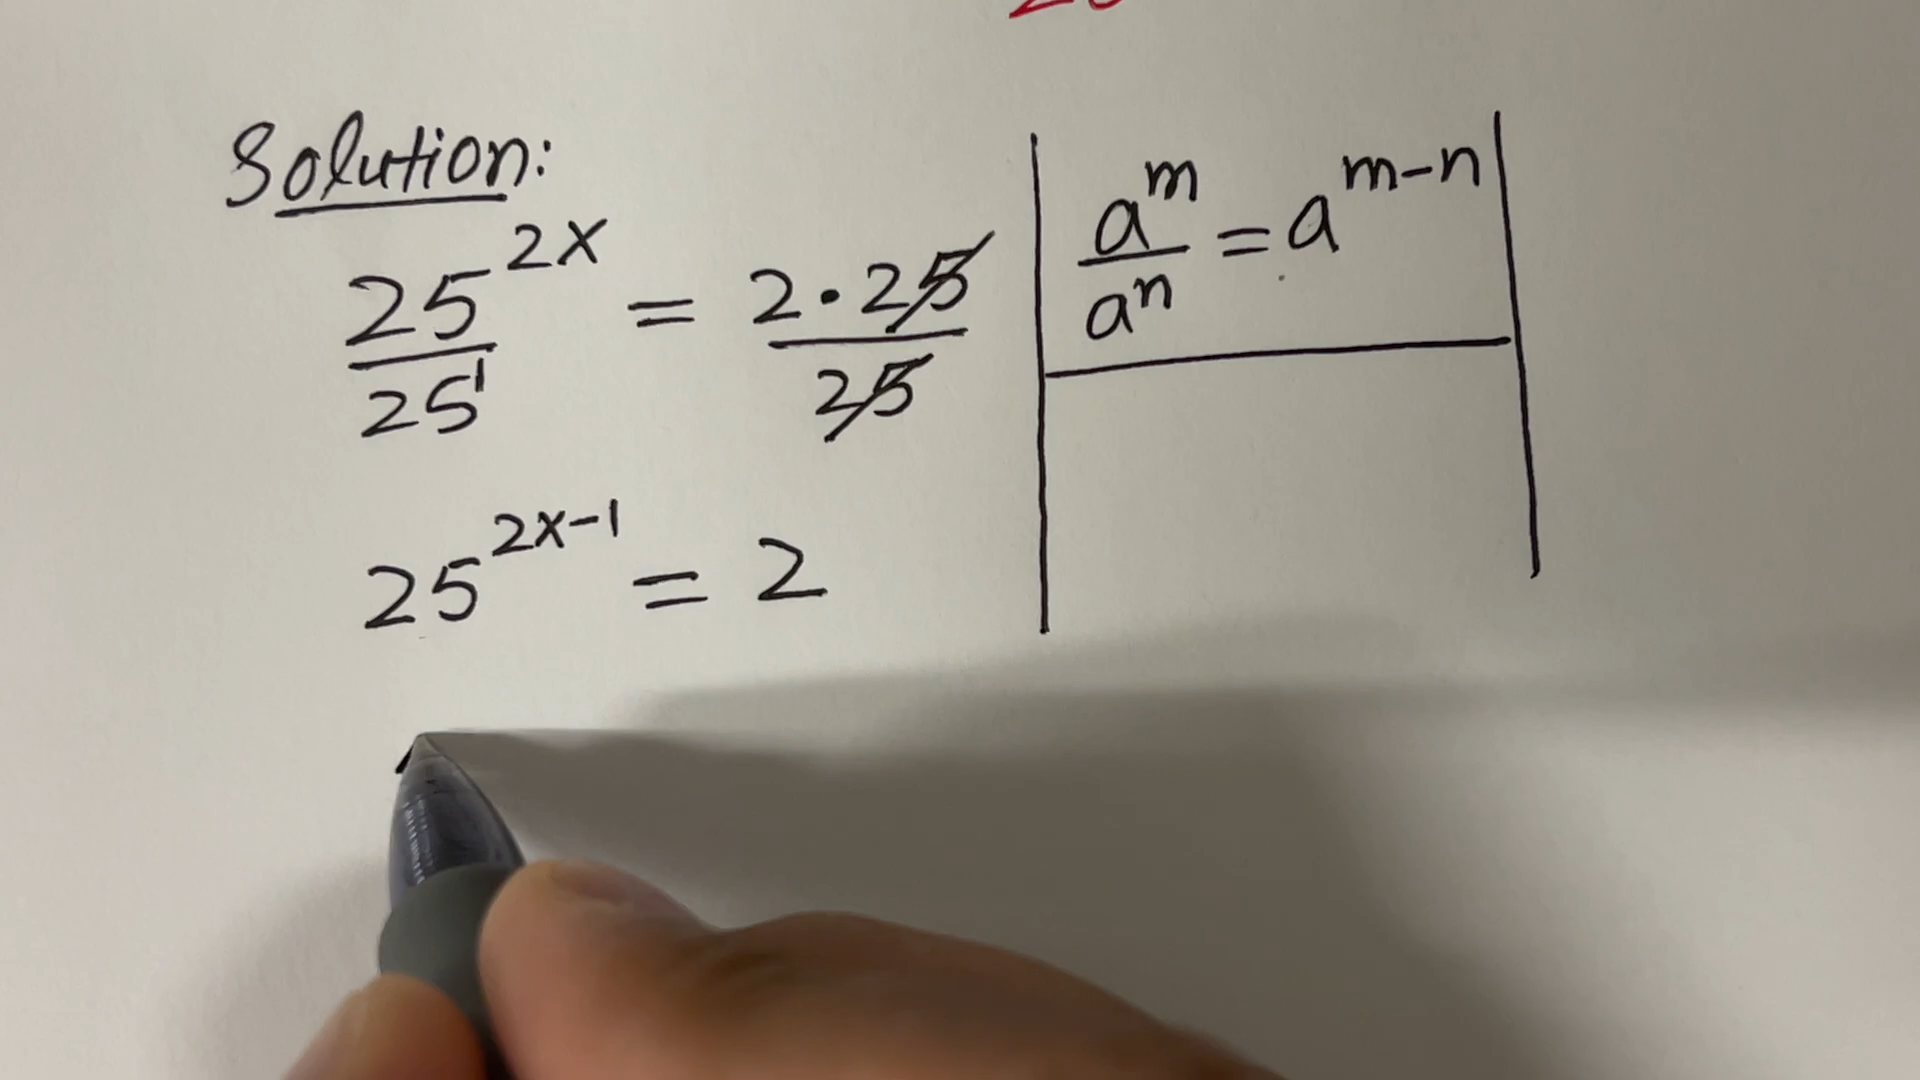 Solution:
25^{2x}/25^1 = 2·25/25
a^m/a^n = a^{m-n}
25^{2x-1} = 2